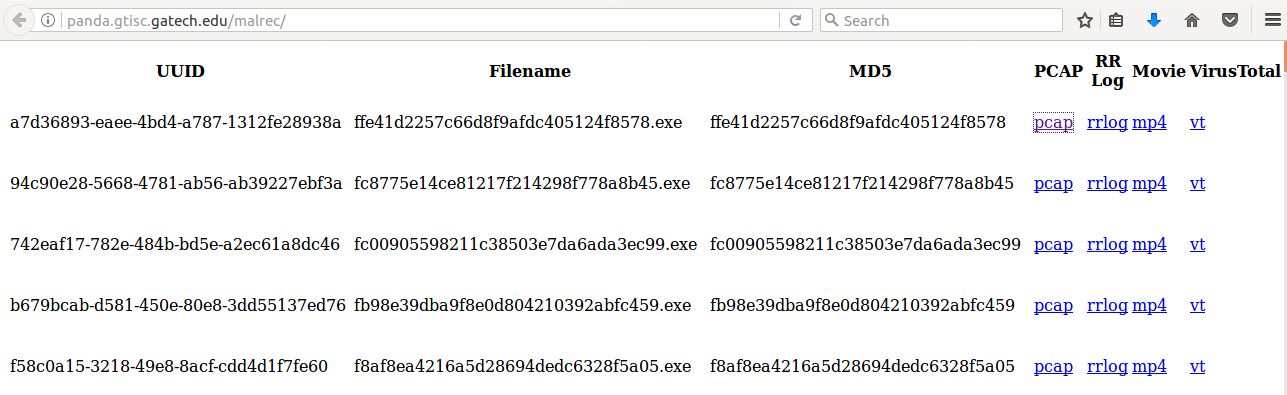 panda.gtisc.gatech.edu/malrec/ Search
UUID Filename MD5 PCAP RR Log Movie VirusTotal
a7d36893-eaee-4bd4-a787-1312fe28938a ffe41d2257c66d8f9afdc405124f8578.exe ffe41d2257c66d8f9afdc405124f8578 pcap rrlog mp4 vt
94c90e28-5668-4781-ab56-ab39227ebf3a fc8775e14ce81217f214298f778a8b45.exe fc8775e14ce81217f214298f778a8b45 pcap rrlog mp4 vt
742eaf17-782e-484b-bd5e-a2ec61a8dc46 fc00905598211c38503e7da6ada3ec99.exe fc00905598211c38503e7da6ada3ec99 pcap rrlog mp4 vt
b679bcab-d581-450e-80e8-3dd55137ed76 fb98e39dba9f8e0d804210392abfc459.exe fb98e39dba9f8e0d804210392abfc459 pcap rrlog mp4 vt
f58c0a15-3218-49e8-8acf-cdd4d1f7fe60 f8af8ea4216a5d28694dedc6328f5a05.exe f8af8ea4216a5d28694dedc6328f5a05 pcap rrlog mp4 vt